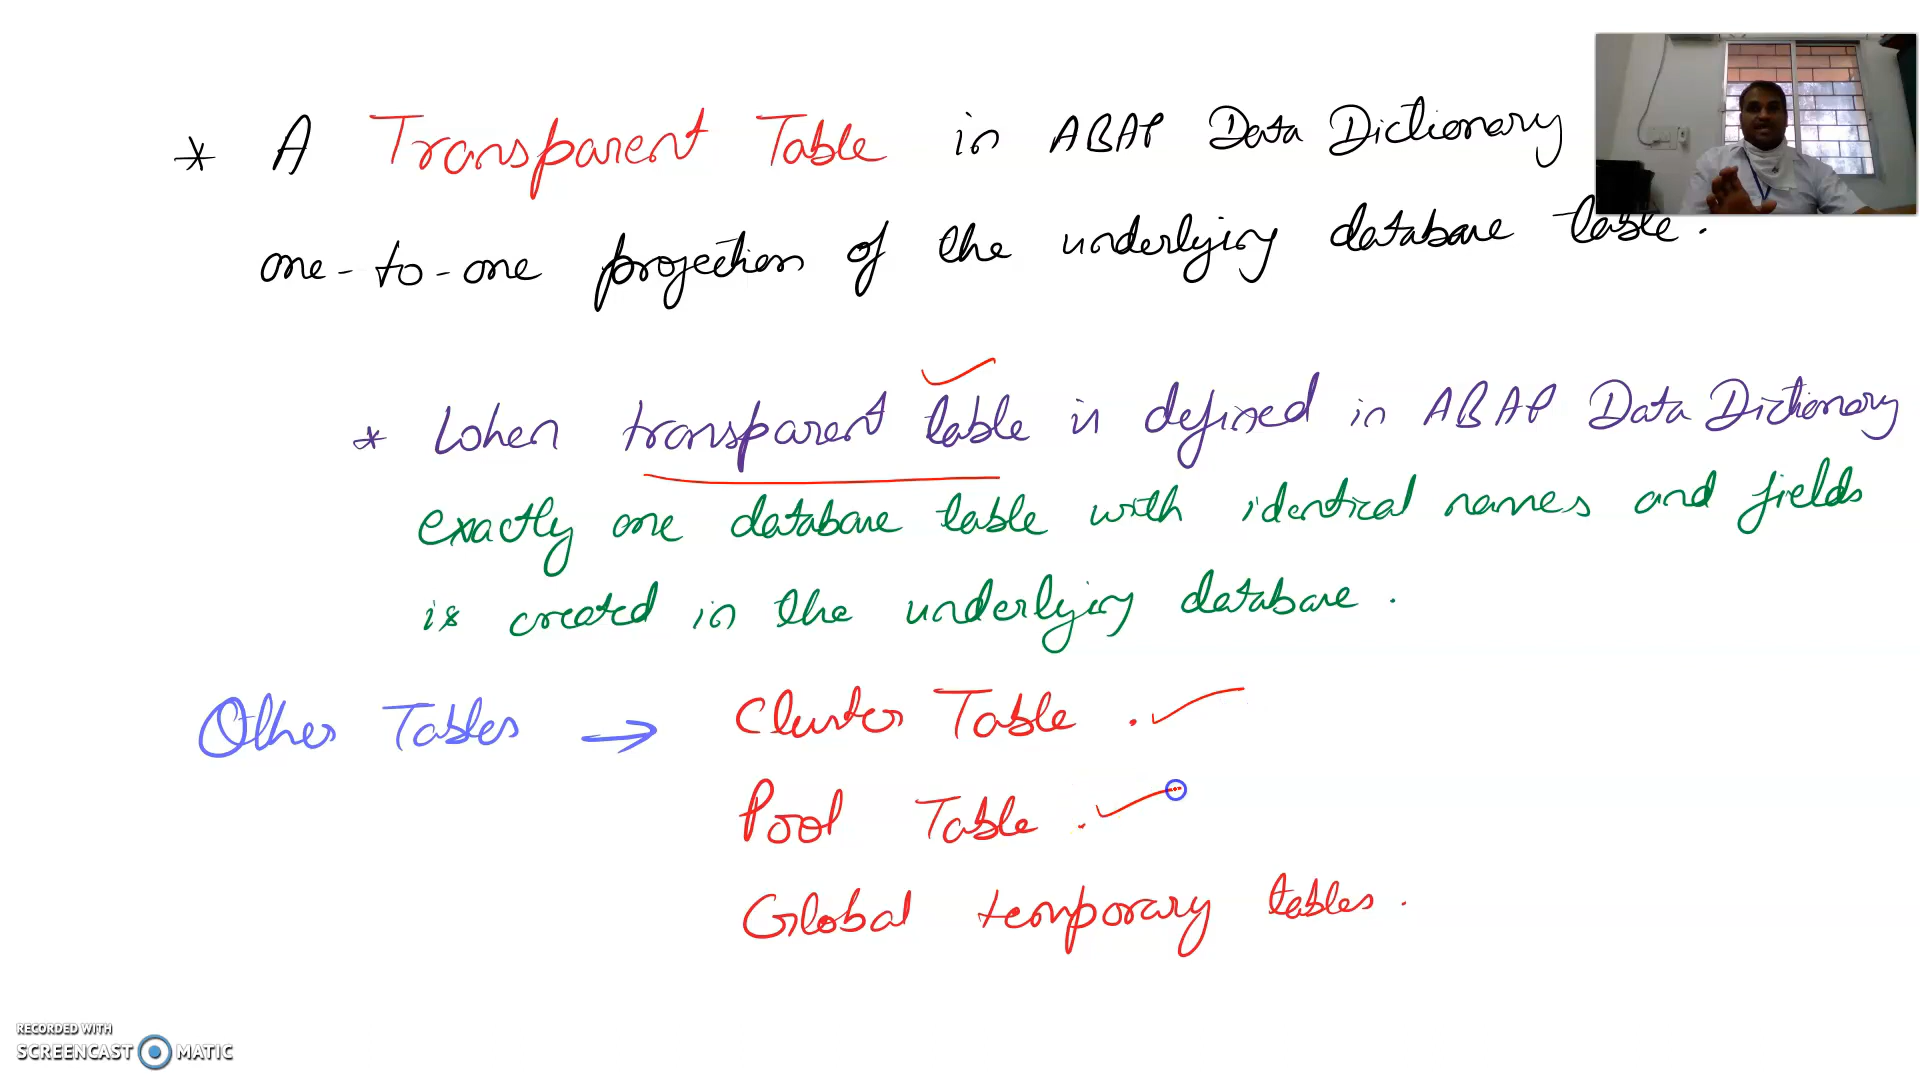 * A Transparent Table in ABAP Data Dictionary
one-to-one projection of the underlying database table.
* When transparent table is defined in ABAP Data Dictionary
exactly one database table with identical names and fields
is created in the underlying database.
Other Tables → Cluster Table.
Pool Table.
Global temporary tables.
RECORDED WITH
SCREENCAST MATIC